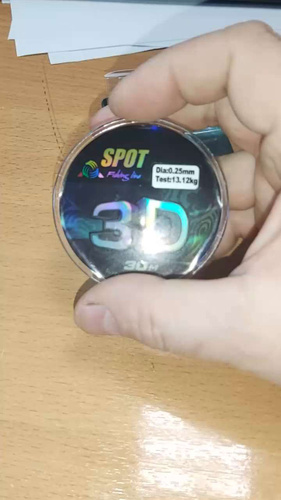 SPOT
Fishing line
Dia:0.25mm
Test:13.12kg
3D